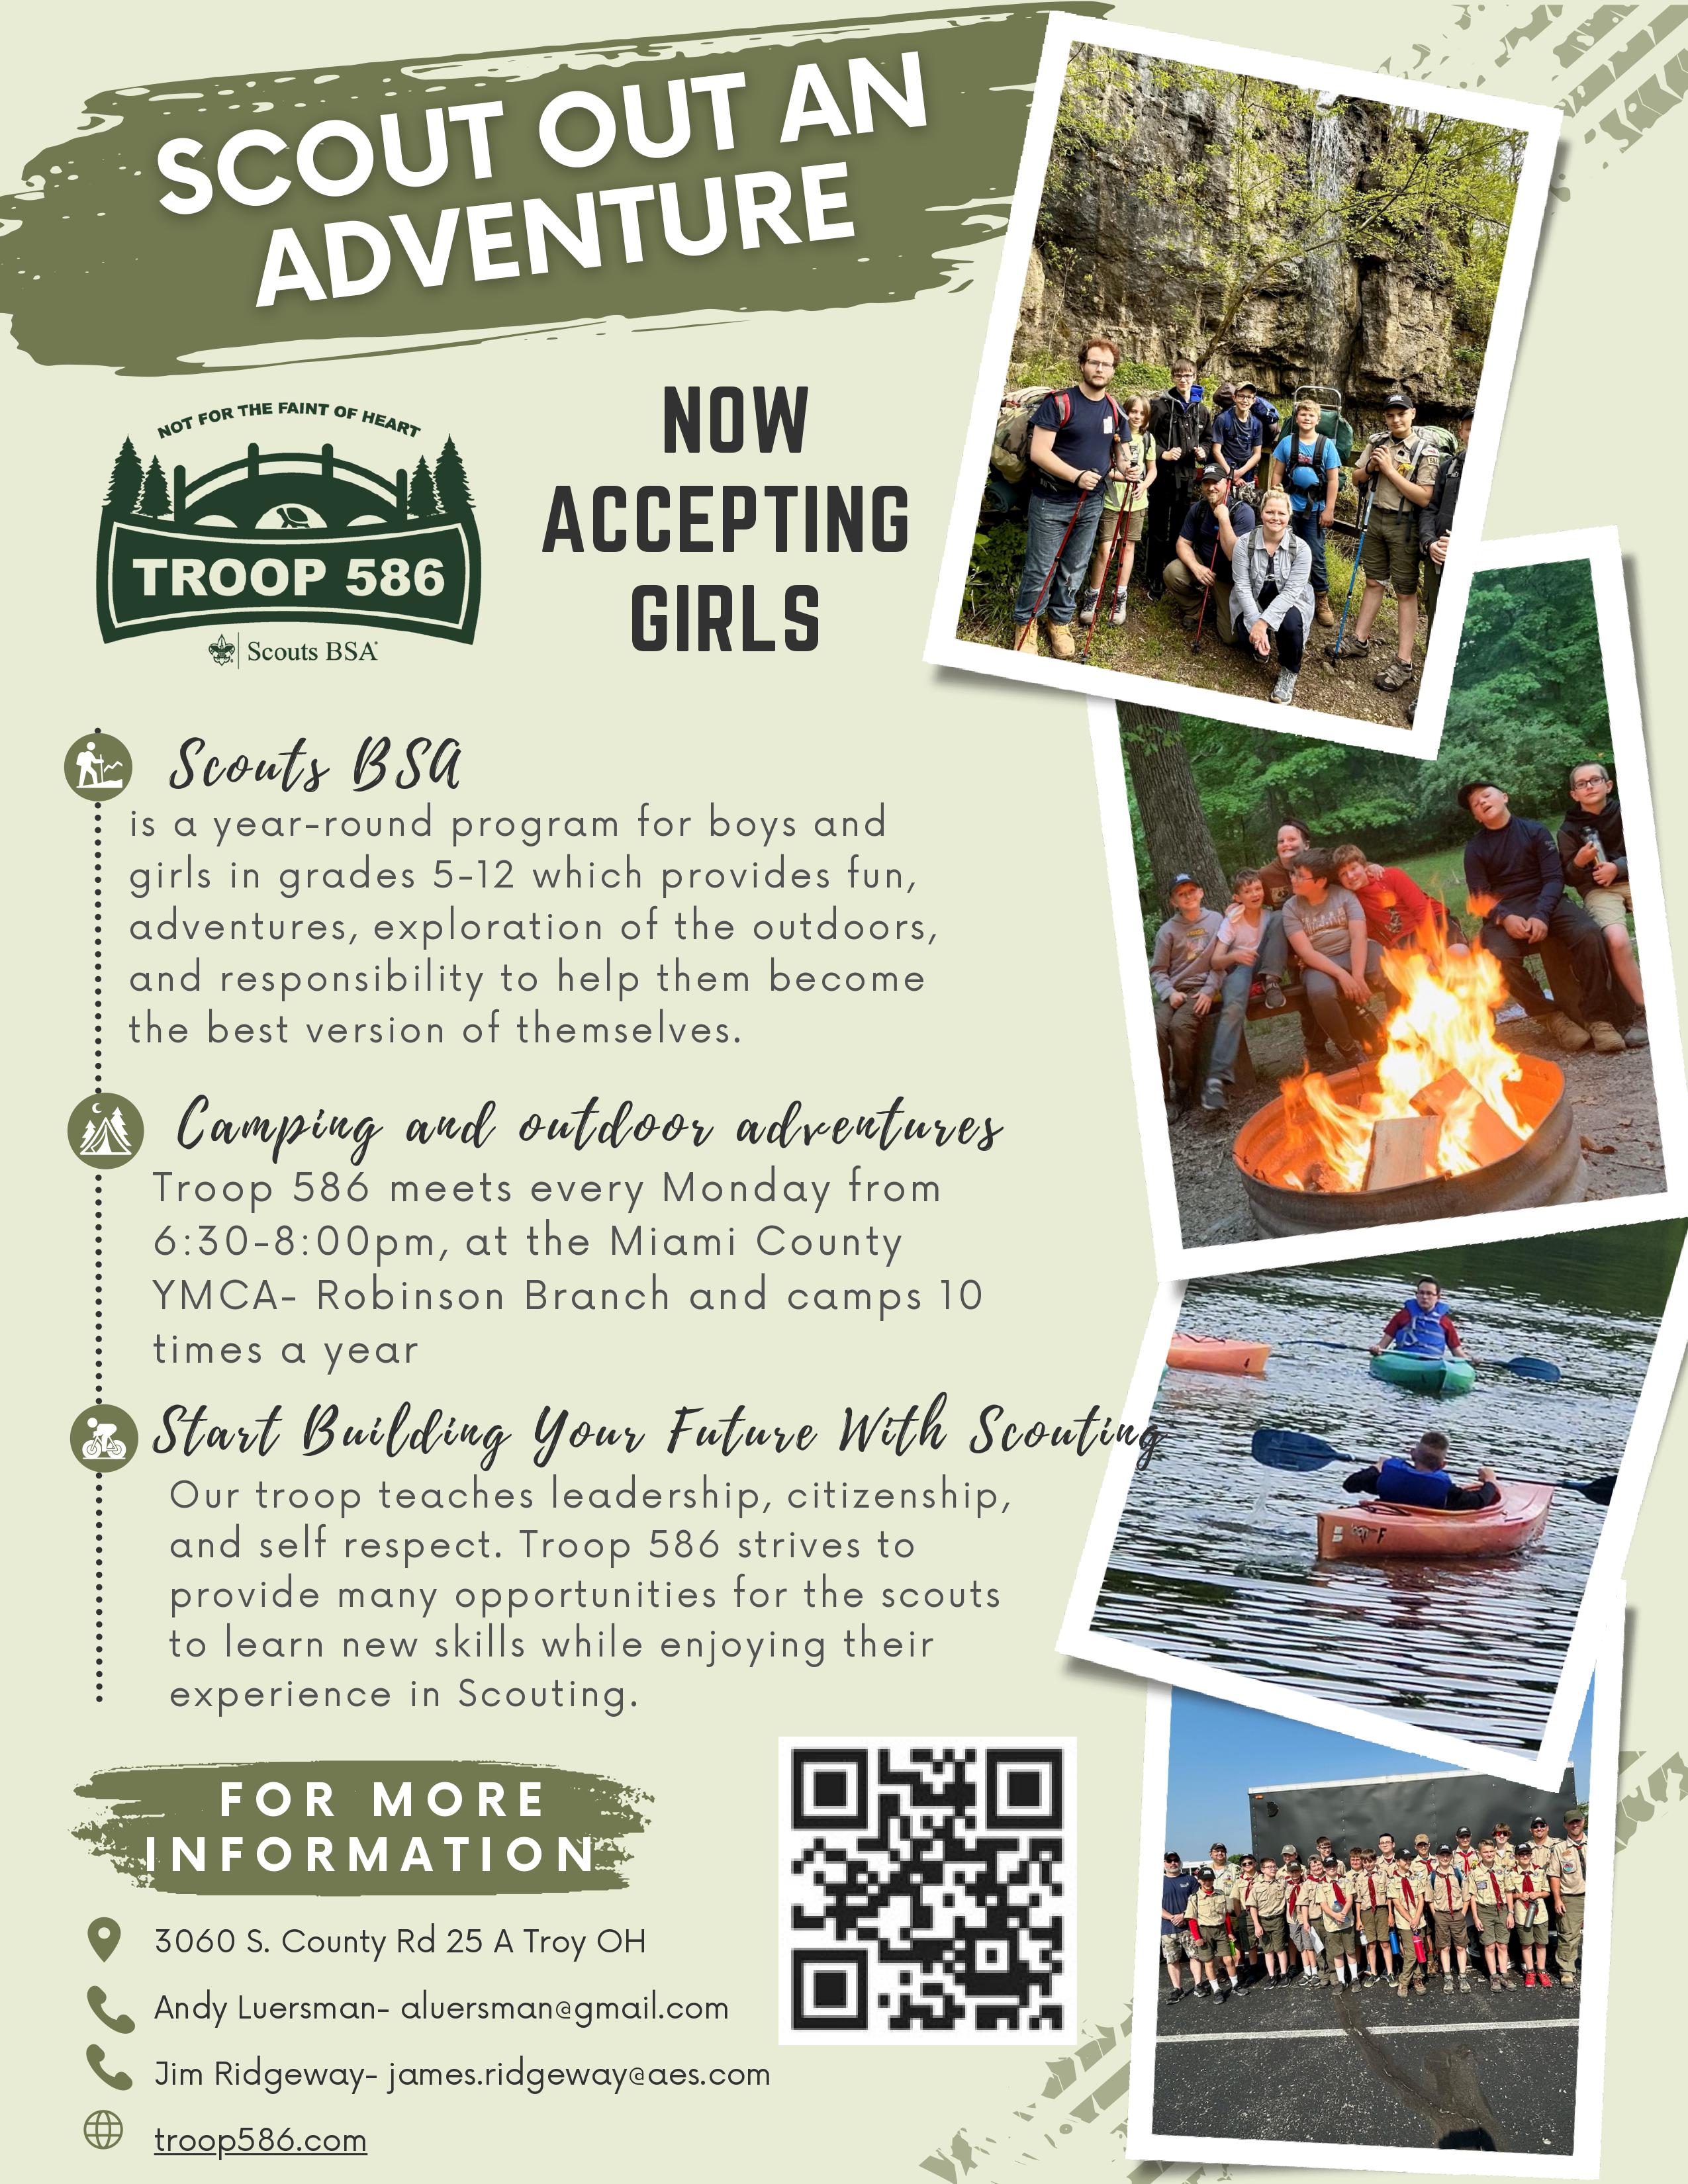 SCOUT OUT AN
ADVENTURE
NOT FOR THE FAINT OF HEART
TROOP 586
Scouts BSA
NOW
ACCEPTING
GIRLS
Scouts BSA
is a year-round program for boys and
girls in grades 5-12 which provides fun,
adventures, exploration of the outdoors,
and responsibility to help them become
the best version of themselves.
Camping and outdoor adventures
Troop 586 meets every Monday from
6:30-8:00pm, at the Miami County
YMCA- Robinson Branch and camps 10
times a year
Start Building Your Future With Scouting
Our troop teaches leadership, citizenship,
and self respect. Troop 586 strives to
provide many opportunities for the scouts
to learn new skills while enjoying their
experience in Scouting.
FOR MORE
INFORMATION
3060 S. County Rd 25 A Troy OH
Andy Luersman- aluersman@gmail.com
Jim Ridgeway- james.ridgeway@aes.com
troop586.com